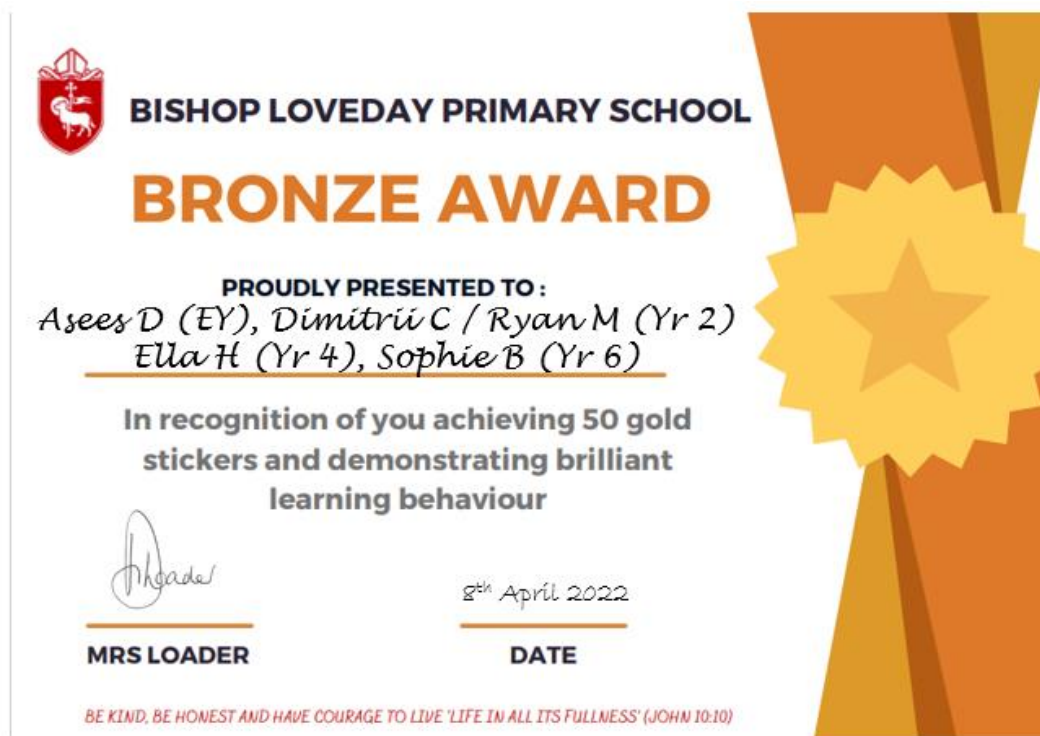 BISHOP LOVEDAY PRIMARY SCHOOL
BRONZE AWARD
PROUDLY PRESENTED TO :
Asees D (EY), Dimitrii C / Ryan M (Yr 2)
Ella H (Yr 4), Sophie B (Yr 6)
In recognition of you achieving 50 gold
stickers and demonstrating brilliant
learning behaviour
8th April 2022
MRS LOADER
DATE
BE KIND, BE HONEST AND HAVE COURAGE TO LIVE 'LIFE IN ALL ITS FULLNESS' (JOHN 10:10)